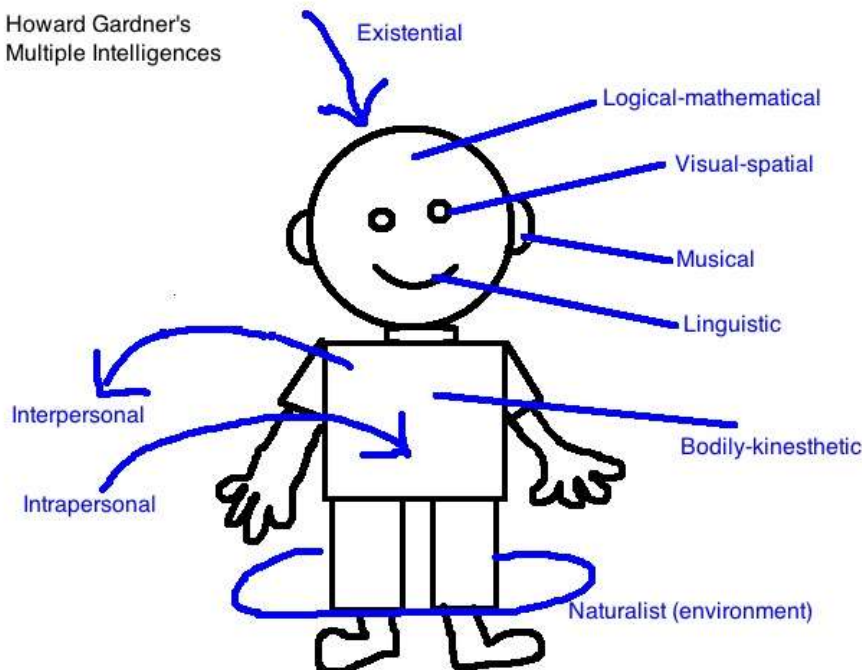 Howard Gardner's
Multiple Intelligences
Existential
Logical-mathematical
Visual-spatial
Musical
Linguistic
Interpersonal
Bodily-kinesthetic
Intrapersonal
Naturalist (environment)